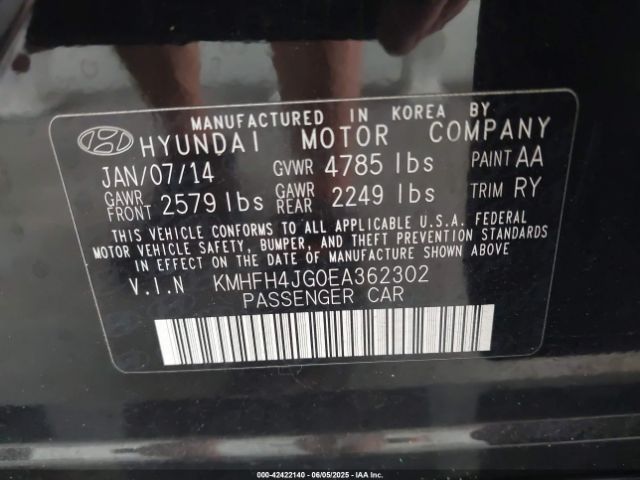 MANUFACTURED IN KOREA BY
HYUNDAI MOTOR COMPANY
JAN/07/14 GVWR 4785 lbs PAINT AA
GAWR FRONT 2579 lbs GAWR REAR 2249 lbs TRIM RY
THIS VEHICLE CONFORMS TO ALL APPLICABLE U.S.A. FEDERAL
MOTOR VEHICLE SAFETY, BUMPER, AND THEFT PREVENTION STANDARDS
IN EFFECT ON THE DATE OF MANUFACTURE SHOWN ABOVE.
V.I.N KMHFH4JG0EA362302
PASSENGER CAR
000-42422140 - 06/05/2025 - IAA Inc.